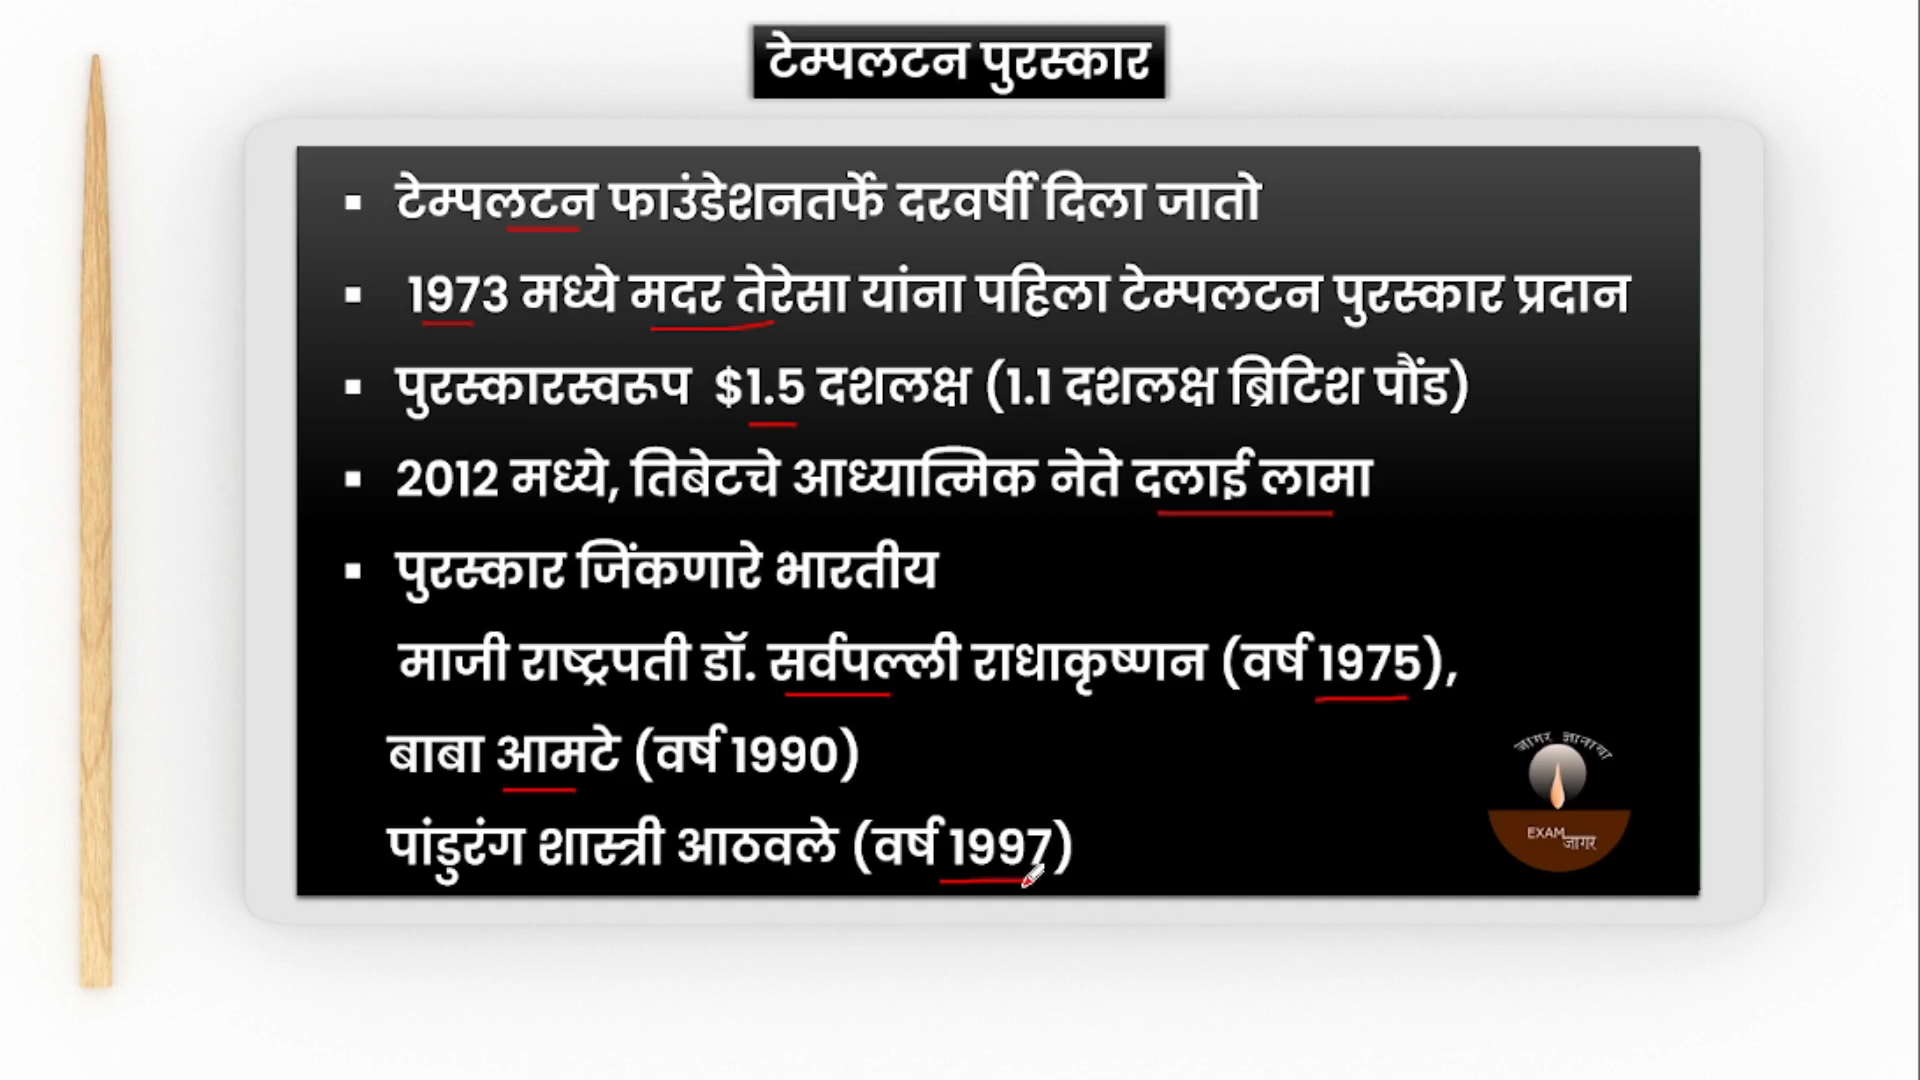 टेम्पलटन पुरस्कार
▪ टेम्पलटन फाउंडेशनतर्फे दरवर्षी दिला जातो
▪ 1973 मध्ये मदर तेरेसा यांना पहिला टेम्पलटन पुरस्कार प्रदान
▪ पुरस्कारस्वरूप $1.5 दशलक्ष (1.1 दशलक्ष ब्रिटिश पौंड)
▪ 2012 मध्ये, तिबेटचे आध्यात्मिक नेते दलाई लामा
▪ पुरस्कार जिंकणारे भारतीय
माजी राष्ट्रपती डॉ. सर्वपल्ली राधाकृष्णन (वर्ष 1975),
बाबा आमटे (वर्ष 1990)
पांडुरंग शास्त्री आठवले (वर्ष 1997)
जागर ज्ञानाचा
EXAM जागर